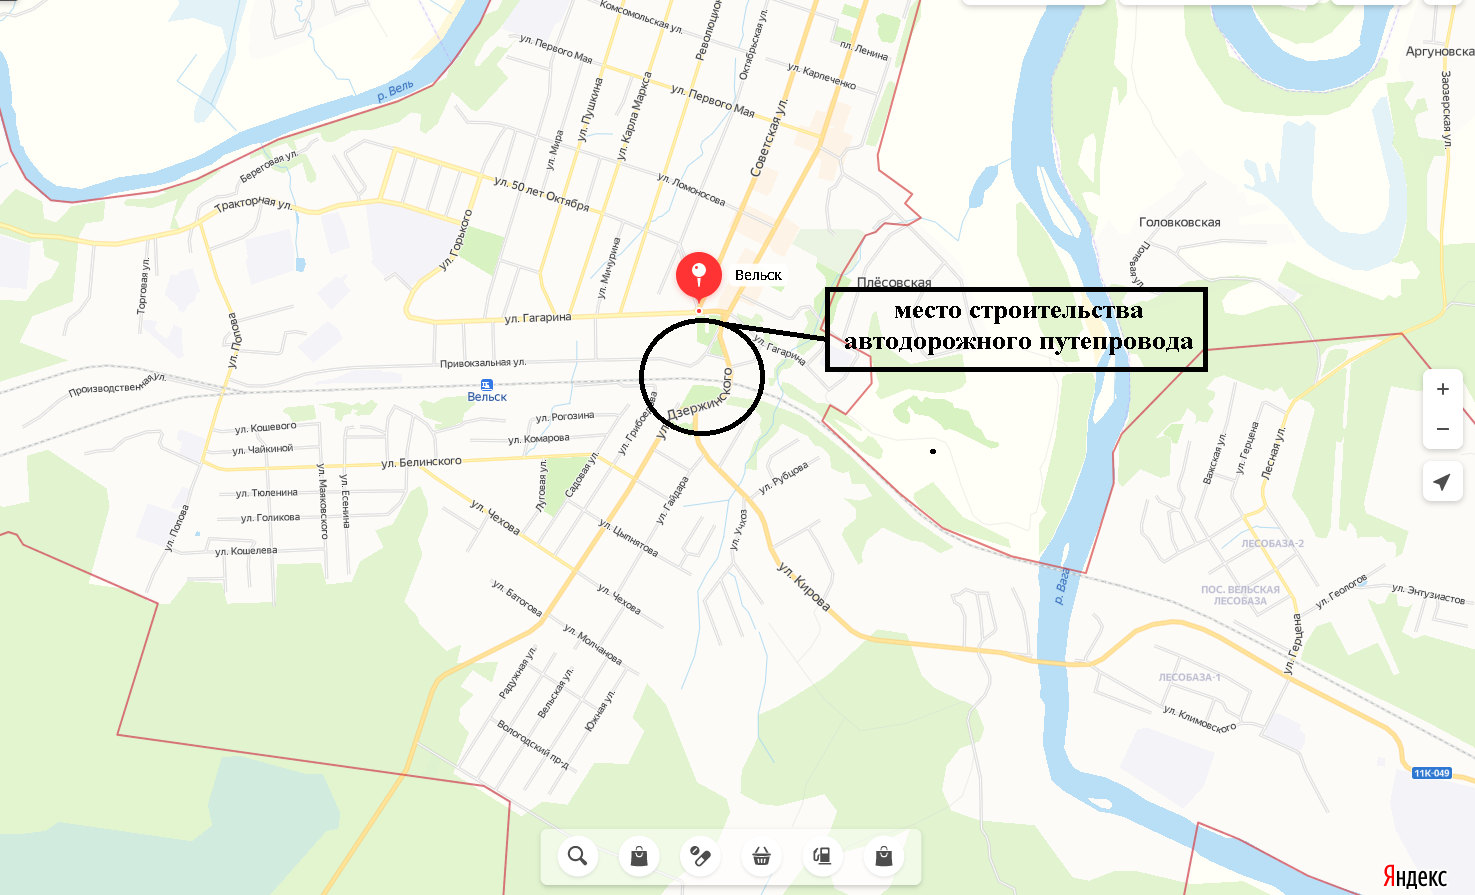 Комсомольская ул.
Революцио
Октябрьская ул.
пл. Ленина
ул. Первого Мая
ул. Карпеченко
Аргуновска
Заозерская ул.
р. Вель
ул. Пушкина
ул. Карла Маркса
ул. Первого Мая
Советская ул.
ул. Мира
Береговая ул.
ул. 50 лет Октября
ул. Ломоносова
Тракторная ул.
ул. Горького
Головковская
Полевая ул.
Торговая ул.
ул. Мичурина
Вельск
Плёсовская
место строительства
автодорожного путепровода
ул. Гагарина
ул. Гагарина
ул. Попова
Привокзальная ул.
Производственная ул.
Вельск
ул. Дзержинского
ул. Грибоедова
ул. Рогозина
ул. Кошевого
ул. Комарова
ул. Чайкиной
ул. Белинского
Садовая ул.
Луговая ул.
ул. Маяковского
ул. Есенина
ул. Тюленина
ул. Голикова
ул. Попова
ул. Кошелева
ул. Чехова
ул. Гайдара
ул. Рубцова
ул. Учхоз
ул. Цыпнятова
ул. Кирова
Важская ул.
ул. Герцена
Лесная ул.
ЛЕСОБАЗА-2
р. Вага
ПОС. ВЕЛЬСКАЯ
ЛЕСОБАЗА
ул. Геологов
ул. Энтузиастов
ул. Батогова
ул. Чехова
ул. Молчанова
ул. Герцена
Радужная ул.
Вельская ул.
Южная ул.
Вологодский пр-д
ЛЕСОБАЗА-1
ул. Климовского
11К-049
Яндекс